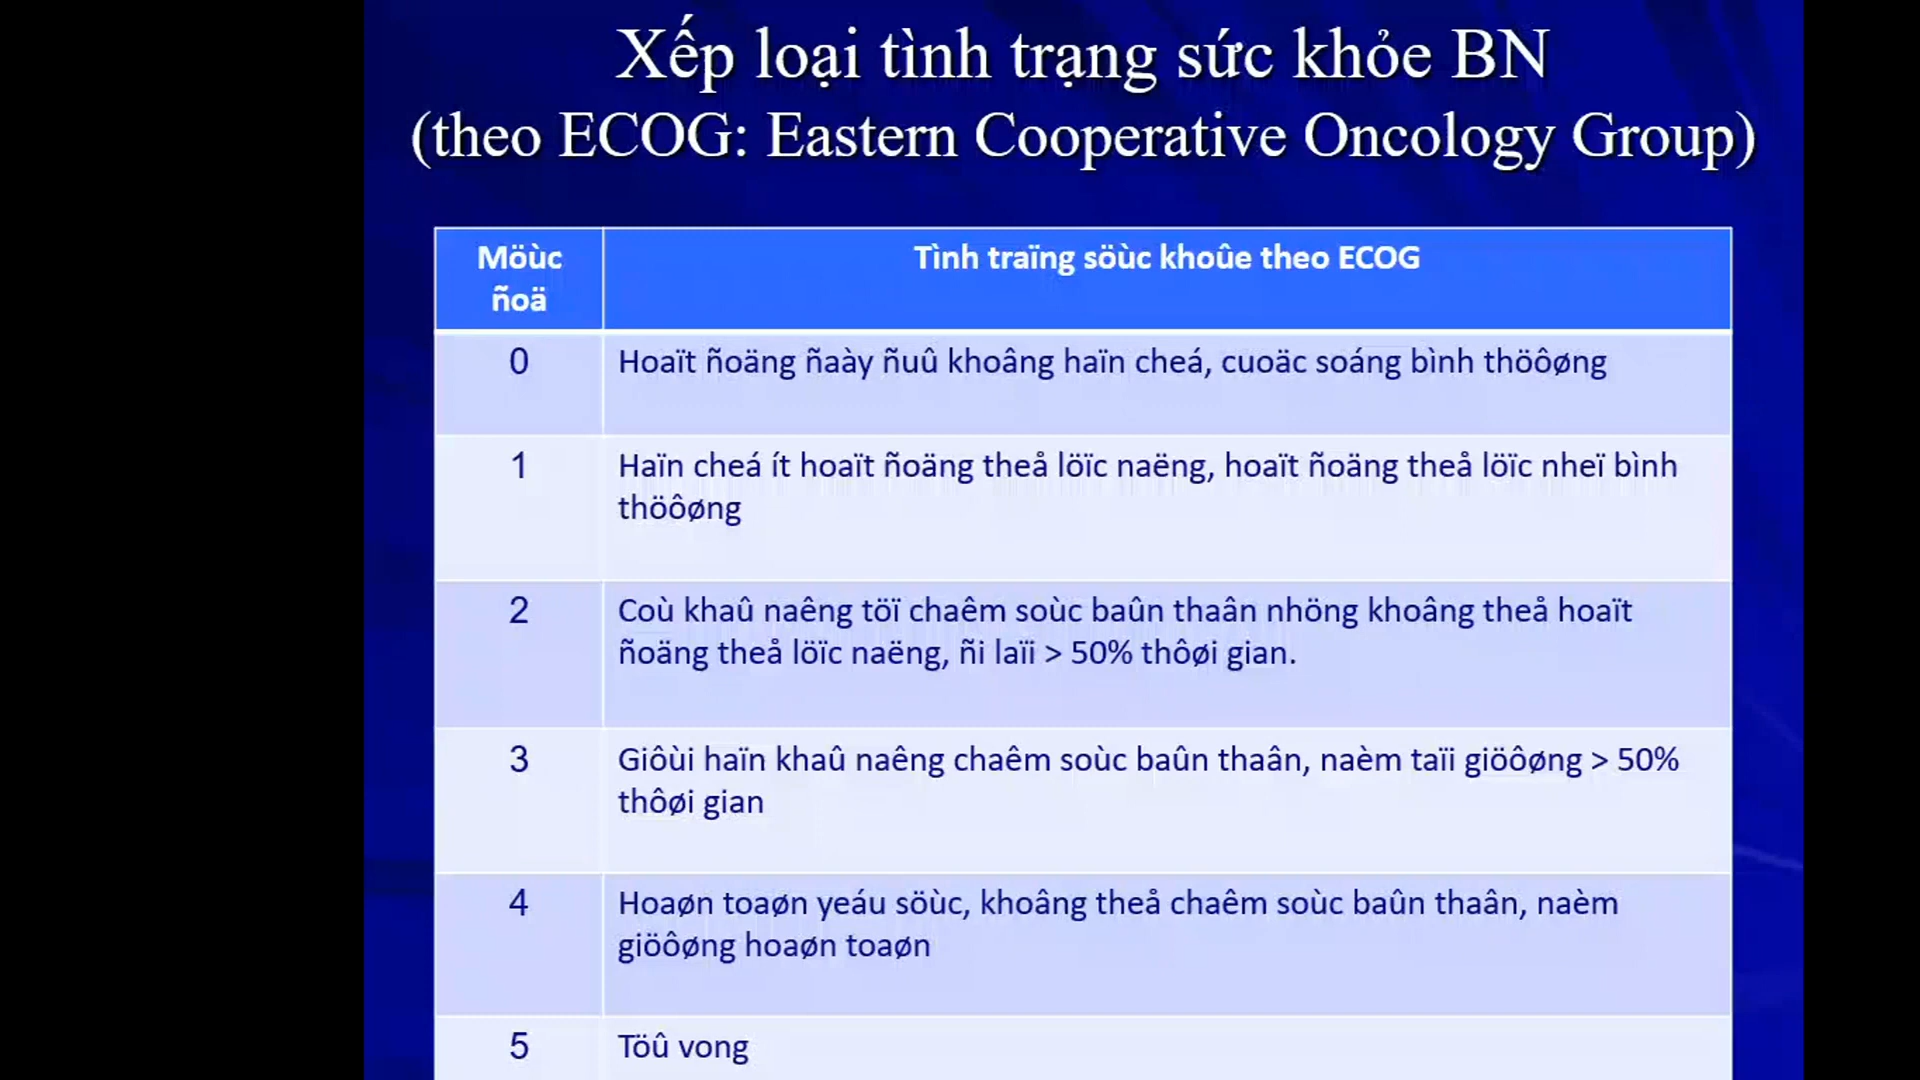 Xếp loại tình trạng sức khỏe BN
(theo ECOG: Eastern Cooperative Oncology Group)
Möùc
ñoä
Tình traïng söùc khoûe theo ECOG
0
Hoaït ñoäng ñaày ñuû khoâng haïn cheá, cuoäc soáng bình thöôøng
1
Haïn cheá ít hoaït ñoäng theå löïc naëng, hoaït ñoäng theå löïc nheï bình
thöôøng
2
Coù khaû naêng töï chaêm soùc baûn thaân nhöng khoâng theå hoaït
ñoäng theå löïc naëng, ñi laïi > 50% thôøi gian.
3
Giôùi haïn khaû naêng chaêm soùc baûn thaân, naèm taïi giöôøng > 50%
thôøi gian
4
Hoaøn toaøn yeáu söùc, khoâng theå chaêm soùc baûn thaân, naèm
giöôøng hoaøn toaøn
5
Töû vong